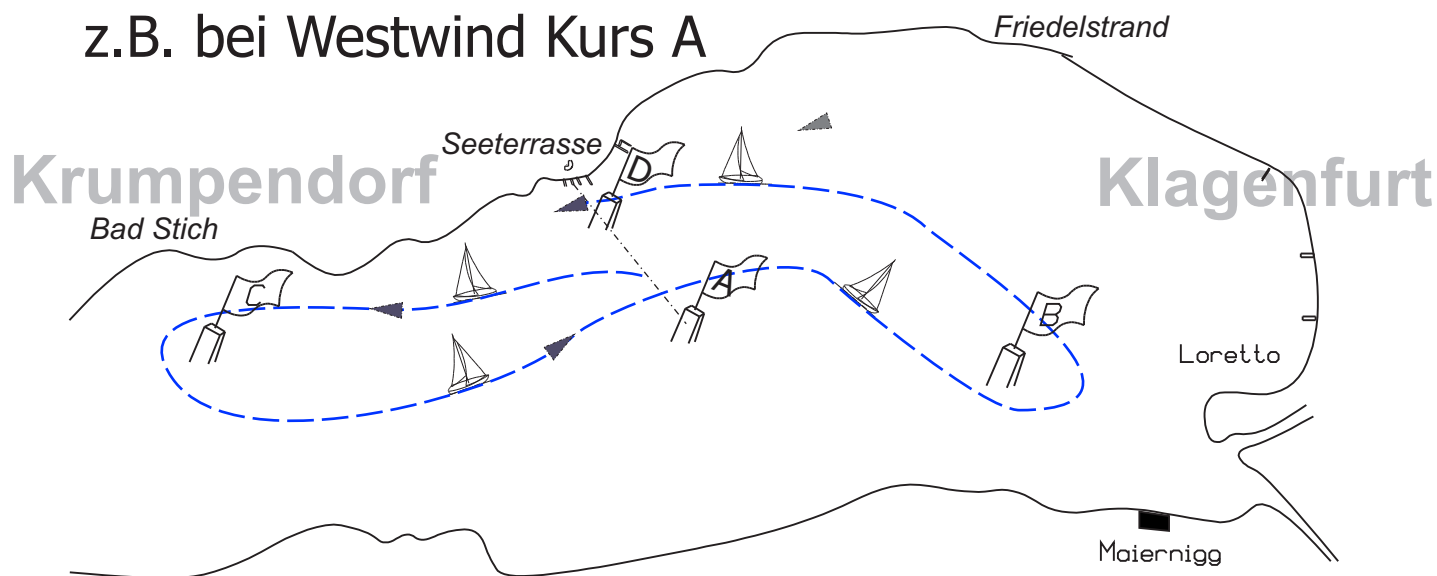 z.B. bei Westwind Kurs A
Friedelstrand
Seeterrasse
Krumpendorf
D
Klagenfurt
Bad Stich
C
A
B
Loretto
Maiernigg